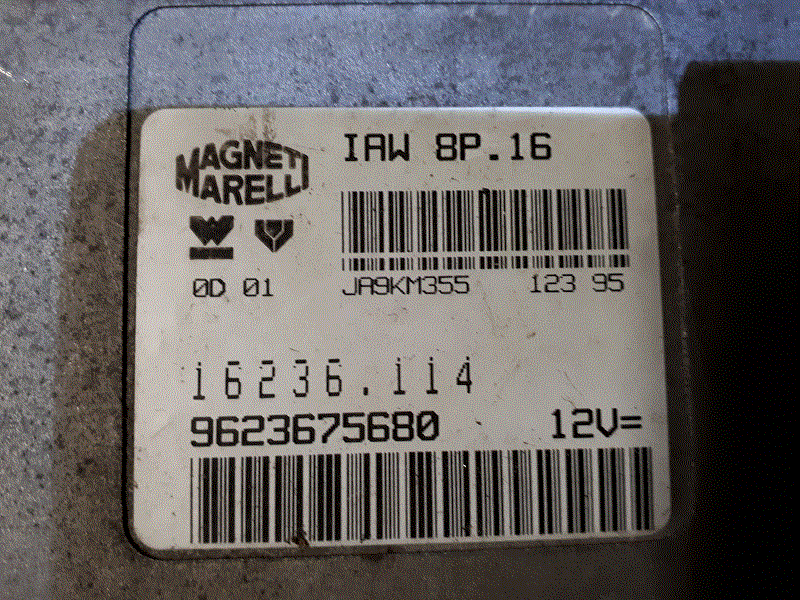 MAGNETI
MARELLI
IAW 8P.16
0D 01
JA9KM355 123 95
16236.114
9623675680 12V=